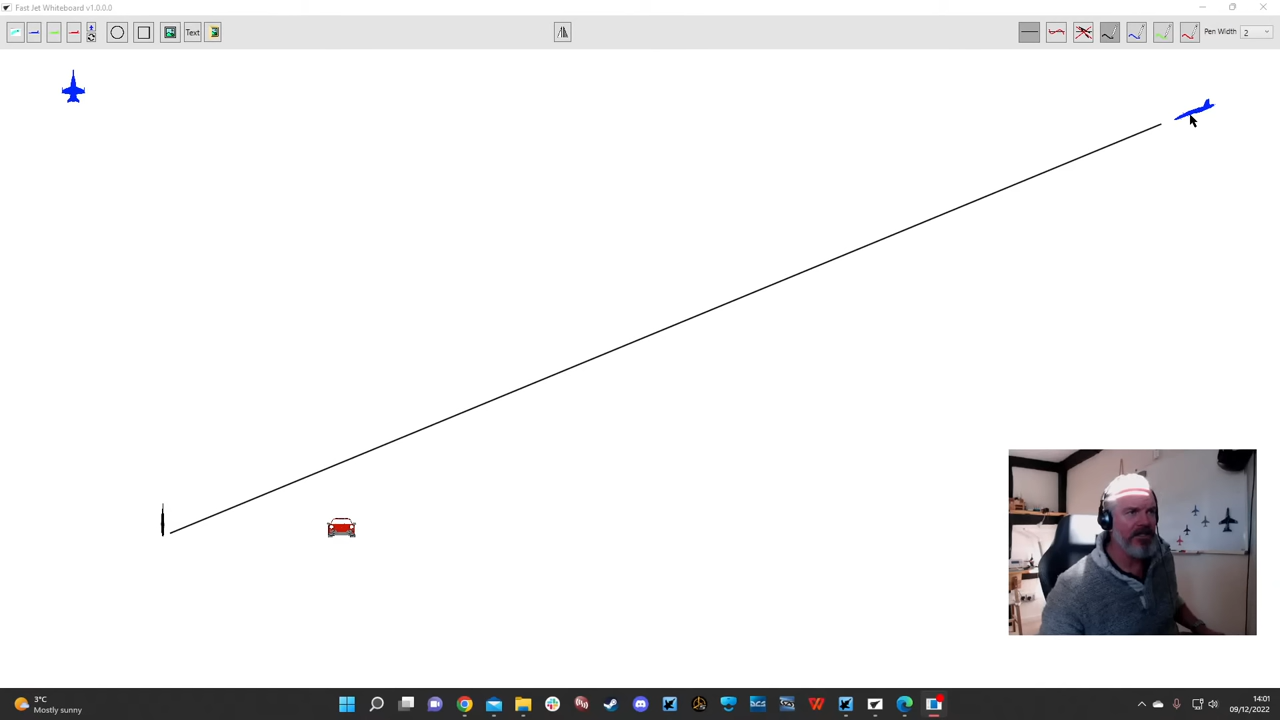 Fast Jet Whiteboard v1.0.0.0
Text
Pen Width
2
3°C
Mostly sunny
DCS
14:01
09/12/2022